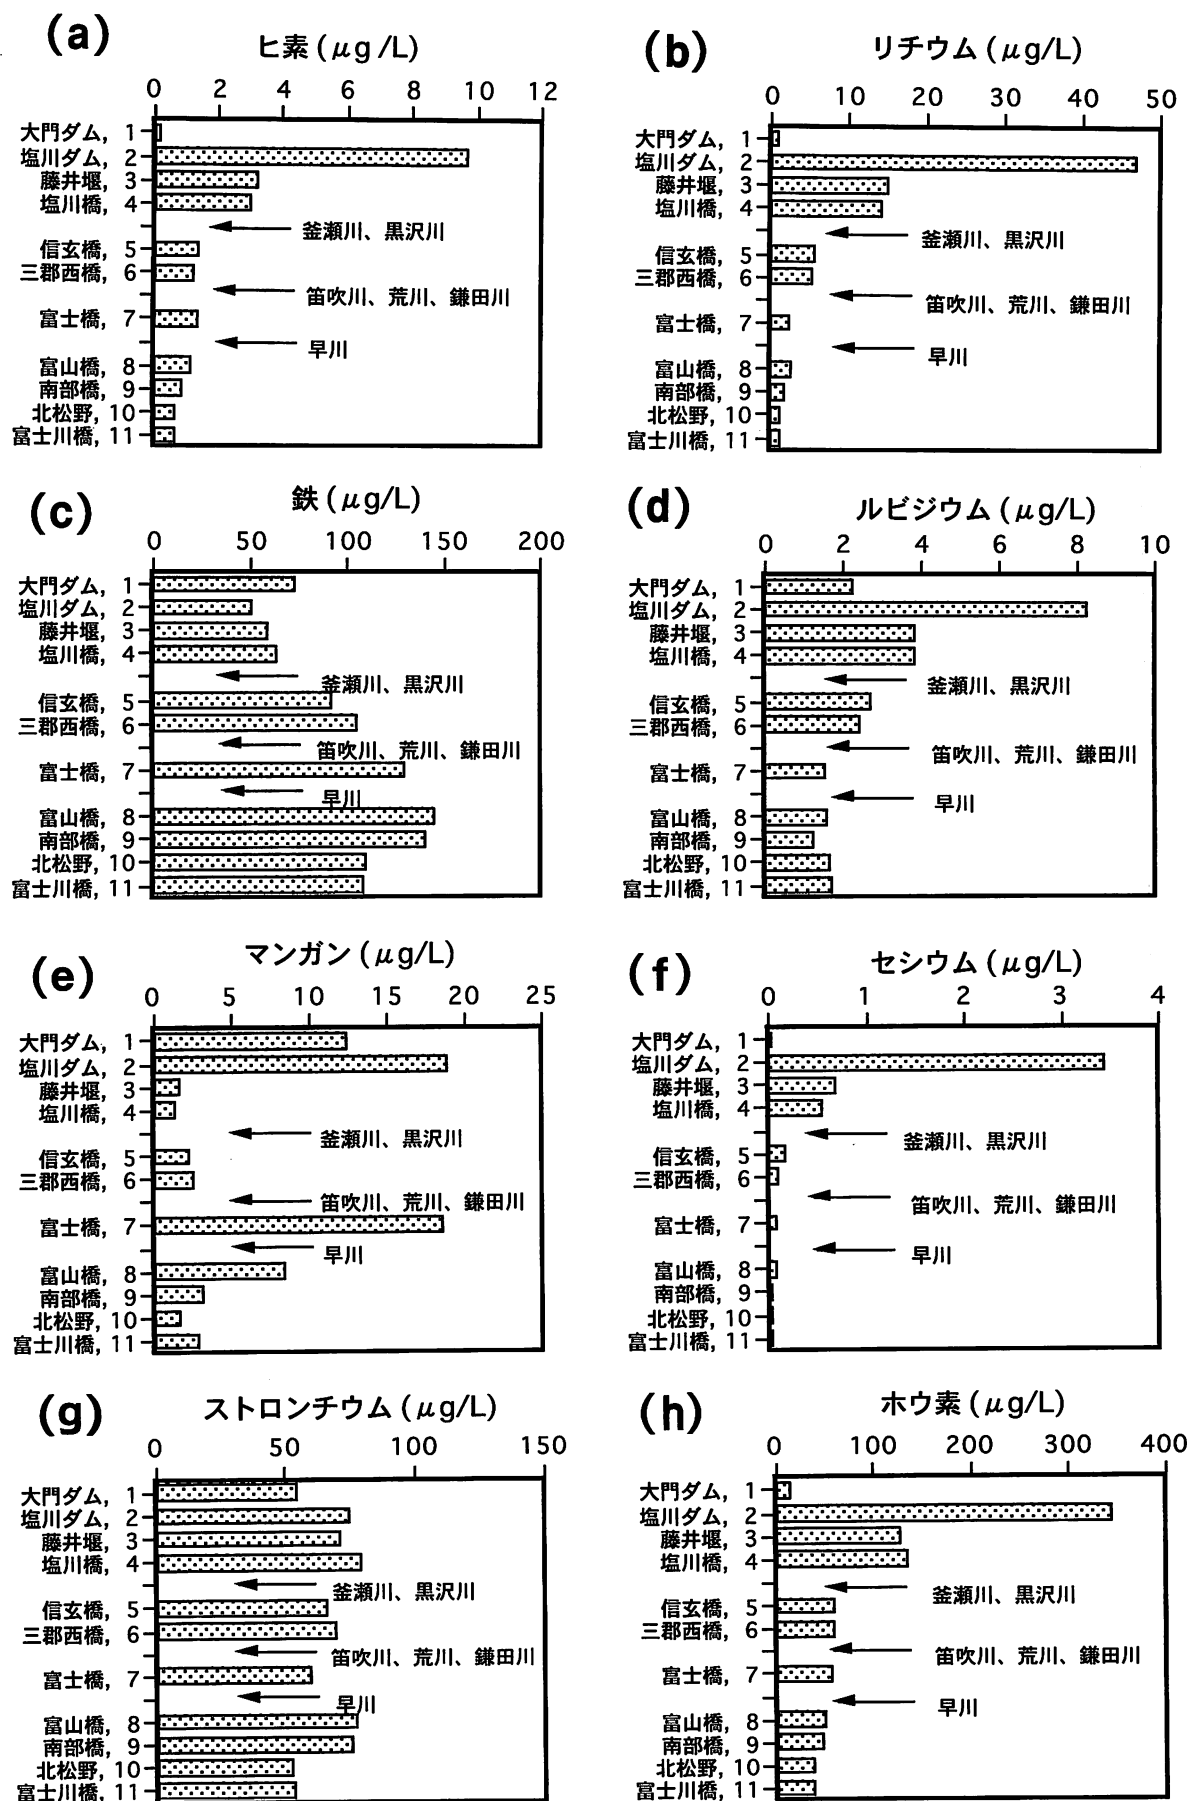 (a)
ヒ素 (μg/L)
0 2 4 6 8 10 12
大門ダム, 1
塩川ダム, 2
藤井堰, 3
塩川橋, 4
釜瀬川、黒沢川
信玄橋, 5
三郡西橋, 6
笛吹川、荒川、鎌田川
富士橋, 7
早川
富山橋, 8
南部橋, 9
北松野, 10
富士川橋, 11
(b)
リチウム (μg/L)
0 10 20 30 40 50
大門ダム, 1
塩川ダム, 2
藤井堰, 3
塩川橋, 4
釜瀬川、黒沢川
信玄橋, 5
三郡西橋, 6
笛吹川、荒川、鎌田川
富士橋, 7
早川
富山橋, 8
南部橋, 9
北松野, 10
富士川橋, 11
(c)
鉄 (μg/L)
0 50 100 150 200
大門ダム, 1
塩川ダム, 2
藤井堰, 3
塩川橋, 4
釜瀬川、黒沢川
信玄橋, 5
三郡西橋, 6
笛吹川、荒川、鎌田川
富士橋, 7
早川
富山橋, 8
南部橋, 9
北松野, 10
富士川橋, 11
(d)
ルビジウム (μg/L)
0 2 4 6 8 10
大門ダム, 1
塩川ダム, 2
藤井堰, 3
塩川橋, 4
釜瀬川、黒沢川
信玄橋, 5
三郡西橋, 6
笛吹川、荒川、鎌田川
富士橋, 7
早川
富山橋, 8
南部橋, 9
北松野, 10
富士川橋, 11
(e)
マンガン (μg/L)
0 5 10 15 20 25
大門ダム, 1
塩川ダム, 2
藤井堰, 3
塩川橋, 4
釜瀬川、黒沢川
信玄橋, 5
三郡西橋, 6
笛吹川、荒川、鎌田川
富士橋, 7
早川
富山橋, 8
南部橋, 9
北松野, 10
富士川橋, 11
(f)
セシウム (μg/L)
0 1 2 3 4
大門ダム, 1
塩川ダム, 2
藤井堰, 3
塩川橋, 4
釜瀬川、黒沢川
信玄橋, 5
三郡西橋, 6
笛吹川、荒川、鎌田川
富士橋, 7
早川
富山橋, 8
南部橋, 9
北松野, 10
富士川橋, 11
(g)
ストロンチウム (μg/L)
0 50 100 150
大門ダム, 1
塩川ダム, 2
藤井堰, 3
塩川橋, 4
釜瀬川、黒沢川
信玄橋, 5
三郡西橋, 6
笛吹川、荒川、鎌田川
富士橋, 7
早川
富山橋, 8
南部橋, 9
北松野, 10
富士川橋, 11
(h)
ホウ素 (μg/L)
0 100 200 300 400
大門ダム, 1
塩川ダム, 2
藤井堰, 3
塩川橋, 4
釜瀬川、黒沢川
信玄橋, 5
三郡西橋, 6
笛吹川、荒川、鎌田川
富士橋, 7
早川
富山橋, 8
南部橋, 9
北松野, 10
富士川橋, 11